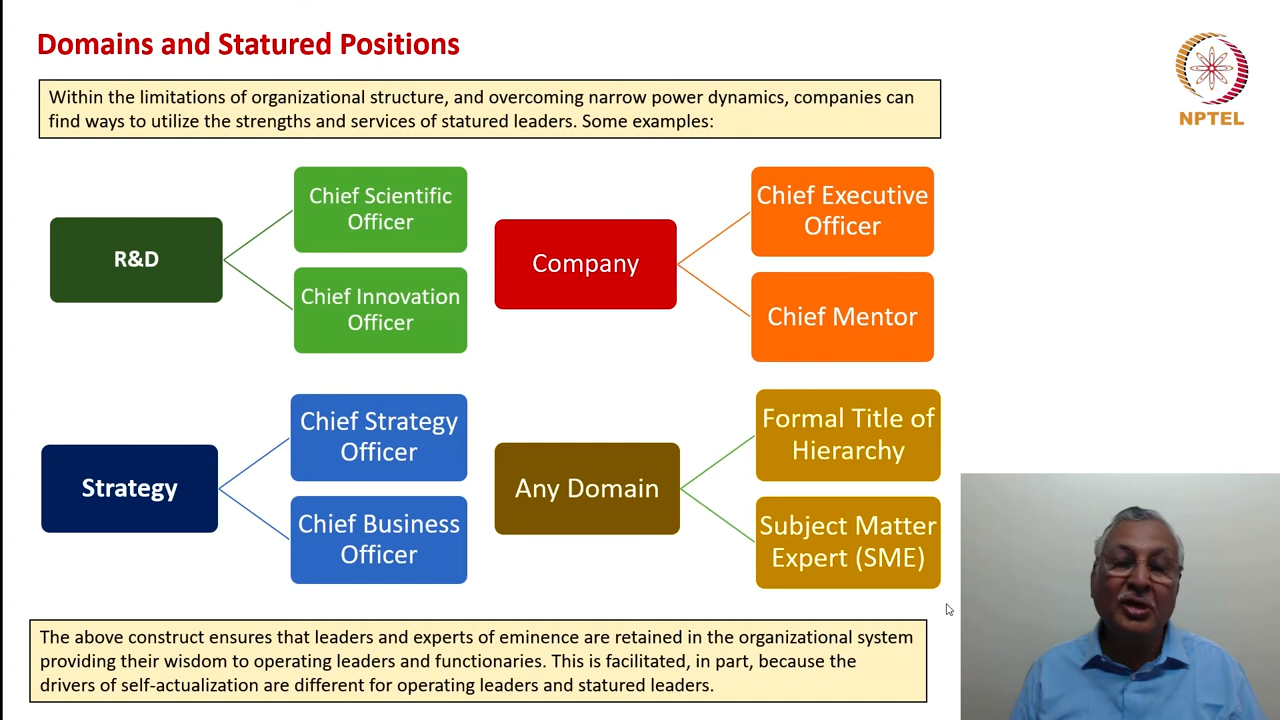 Domains and Statured Positions
NPTEL
Within the limitations of organizational structure, and overcoming narrow power dynamics, companies can
find ways to utilize the strengths and services of statured leaders. Some examples:
R&D
Chief Scientific
Officer
Chief Innovation
Officer
Company
Chief Executive
Officer
Chief Mentor
Strategy
Chief Strategy
Officer
Chief Business
Officer
Any Domain
Formal Title of
Hierarchy
Subject Matter
Expert (SME)
The above construct ensures that leaders and experts of eminence are retained in the organizational system
providing their wisdom to operating leaders and functionaries. This is facilitated, in part, because the
drivers of self-actualization are different for operating leaders and statured leaders.